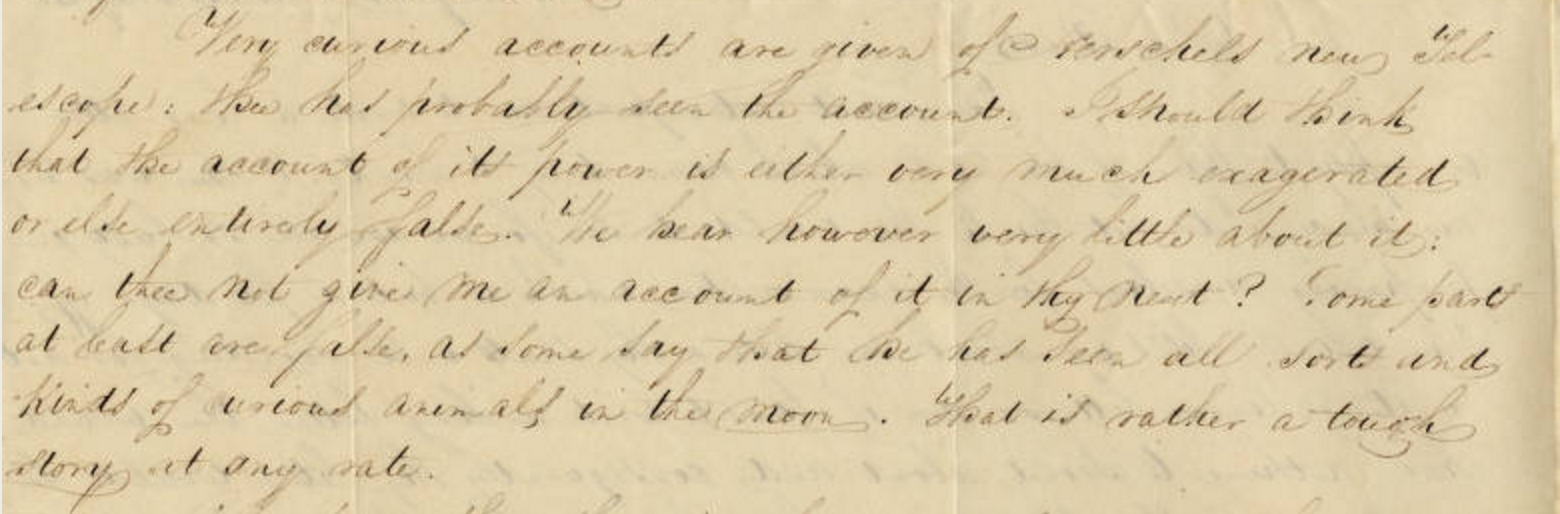 Very curious accounts are given of Herschels new Tel-
escope: thee has probably seen the account. I should think
that the account of its power is either very much exagerated
or else entirely false. We hear however very little about it:
can thee not give me an account of it in thy next? Some parts
at least are false, as some say that he has seen all sorts and
kinds of curious animals in the moon. That is rather a tough
story at any rate.